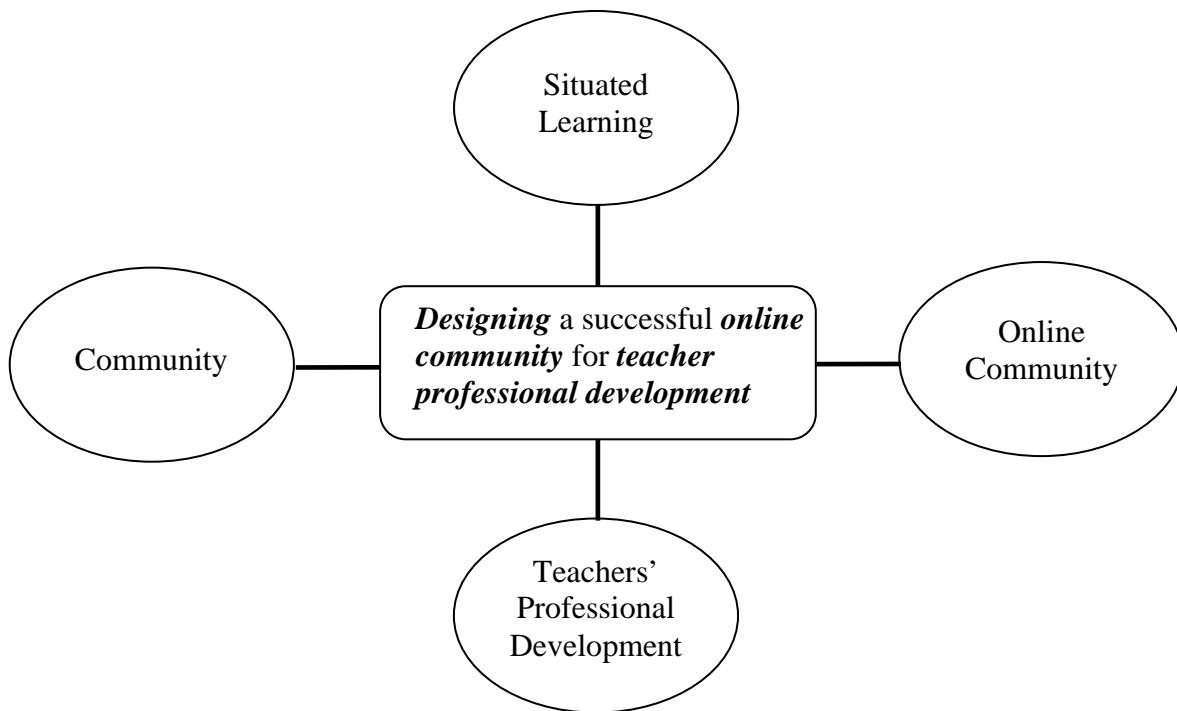 Situated
Learning
Community
Designing a successful online
community for teacher
professional development
Online
Community
Teachers’
Professional
Development